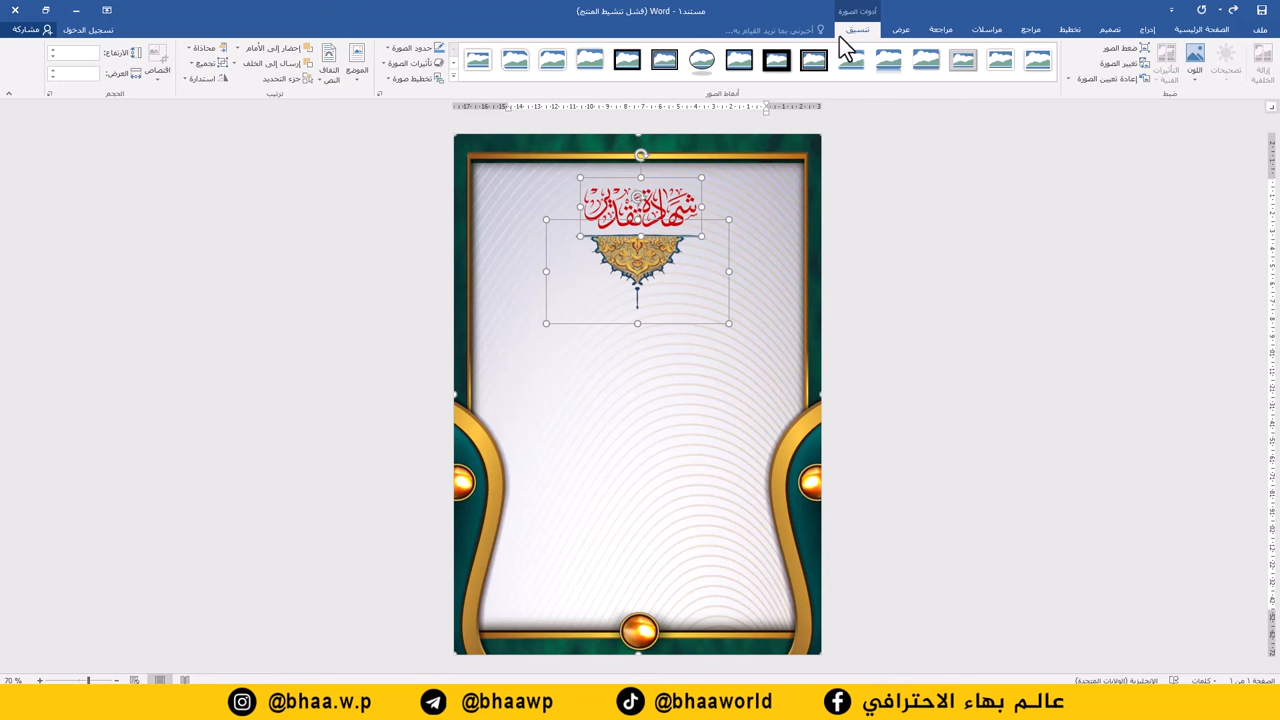 مستند١ - Word (فشل تنشيط المنتج)
أدوات الصورة
ملف
الصفحة الرئيسية
إدراج
تصميم
تخطيط
مراجع
مراسلات
مراجعة
عرض
تنسيق
أخبرني بما تريد القيام به...
تسجيل الدخول
مشاركة
إزالة الخلفية
تصحيحات
اللون
التأثيرات الفنية
ضغط الصور
تغيير الصورة
إعادة تعيين الصورة
ضبط
أنماط الصور
حدود الصورة
تأثيرات الصورة
تخطيط صورة
الموضع
التفاف النص
إحضار إلى الأمام
إرسال إلى الخلف
جزء التحديد
محاذاة
تجميع
استدارة
ترتيب
اقتصاص
الارتفاع:
العرض:
الحجم
شهادة تقدير
الصفحة ١ من ١
٠ كلمات
الإنجليزية (الولايات المتحدة)
70 %
@bhaa.w.p
@bhaawp
@bhaaworld
عالم بهاء الاحترافي